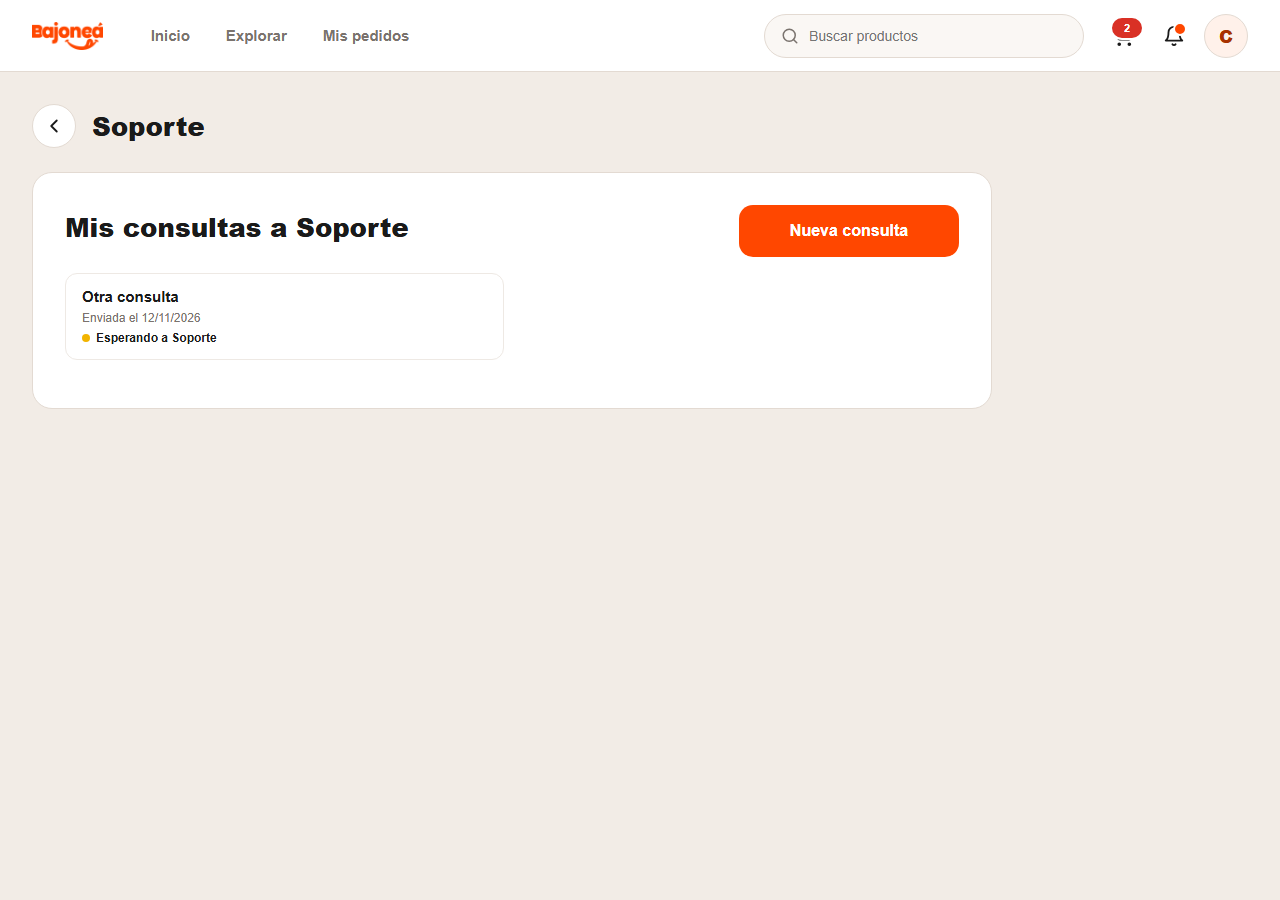 Bajoneá
Inicio
Explorar
Mis pedidos
Buscar productos
2
C
Soporte
Mis consultas a Soporte
Nueva consulta
Otra consulta
Enviada el 12/11/2026
Esperando a Soporte